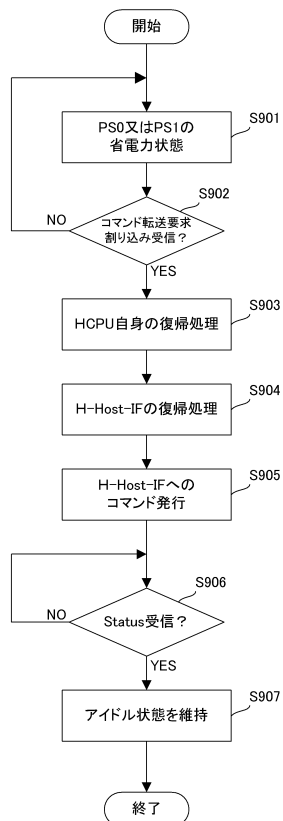 開始
PS0又はPS1の
省電力状態
S901
S902
コマンド転送要求
割り込み受信？
NO
YES
HCPU自身の復帰処理
S903
H-Host-IFの復帰処理
S904
H-Host-IFへの
コマンド発行
S905
S906
Status受信？
NO
YES
アイドル状態を維持
S907
終了